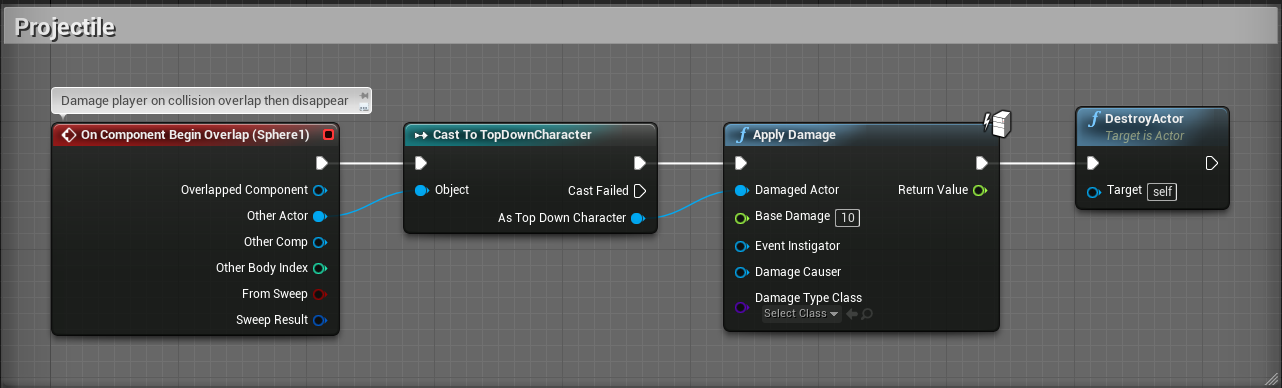 Projectile
Damage player on collision overlap then disappear
On Component Begin Overlap (Sphere1)
Overlapped Component
Other Actor
Other Comp
Other Body Index
From Sweep
Sweep Result
Cast To TopDownCharacter
Object
Cast Failed
As Top Down Character
f Apply Damage
Damaged Actor
Return Value
Base Damage 10
Event Instigator
Damage Causer
Damage Type Class
Select Class
f DestroyActor
Target is Actor
Target self